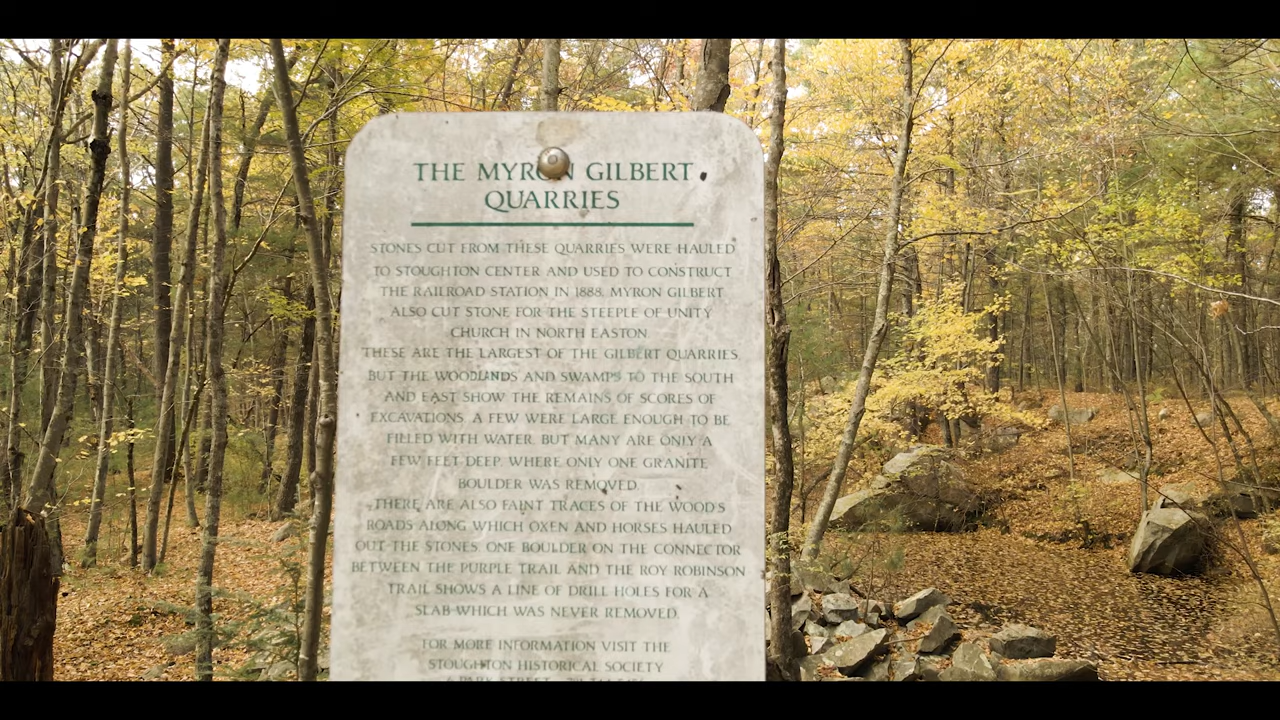 THE MYRON GILBERT
QUARRIES
STONES CUT FROM THESE QUARRIES WERE HAULED
TO STOUGHTON CENTER AND USED TO CONSTRUCT
THE RAILROAD STATION IN 1888. MYRON GILBERT
ALSO CUT STONE FOR THE STEEPLE OF UNITY
CHURCH IN NORTH EASTON.
THESE ARE THE LARGEST OF THE GILBERT QUARRIES,
BUT THE WOODLANDS AND SWAMPS TO THE SOUTH
AND EAST SHOW THE REMAINS OF SCORES OF
EXCAVATIONS. A FEW WERE LARGE ENOUGH TO BE
FILLED WITH WATER, BUT MANY ARE ONLY A
FEW FEET DEEP, WHERE ONLY ONE GRANITE
BOULDER WAS REMOVED.
THERE ARE ALSO FAINT TRACES OF THE WOOD'S
ROADS ALONG WHICH OXEN AND HORSES HAULED
OUT THE STONES. ONE BOULDER ON THE CONNECTOR
BETWEEN THE PURPLE TRAIL AND THE ROY ROBINSON
TRAIL SHOWS A LINE OF DRILL HOLES FOR A
SLAB WHICH WAS NEVER REMOVED.
FOR MORE INFORMATION VISIT THE
STOUGHTON HISTORICAL SOCIETY
6 PARK STREET